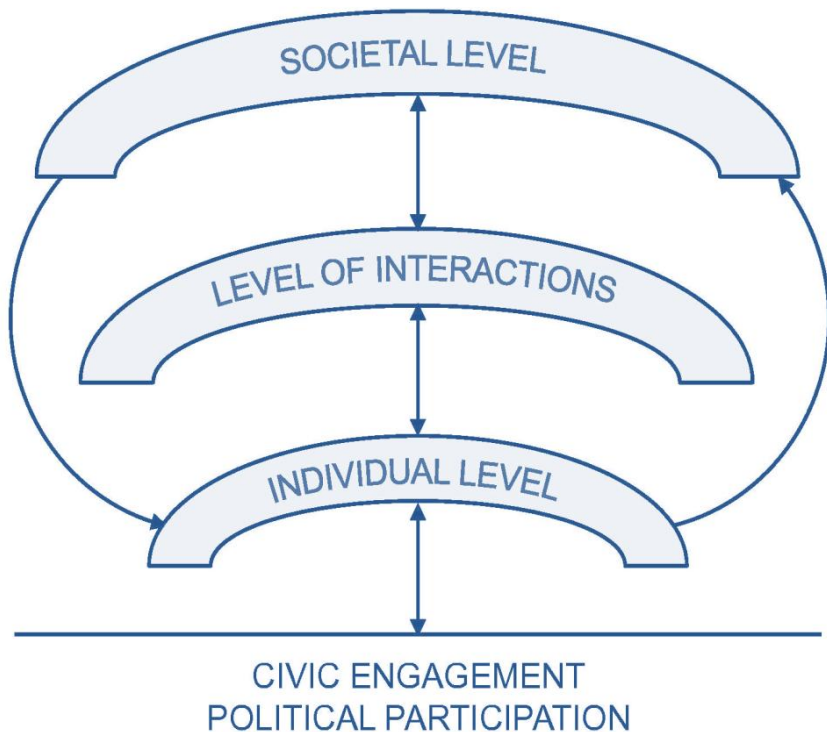 SOCIETAL LEVEL
LEVEL OF INTERACTIONS
INDIVIDUAL LEVEL
CIVIC ENGAGEMENT
POLITICAL PARTICIPATION